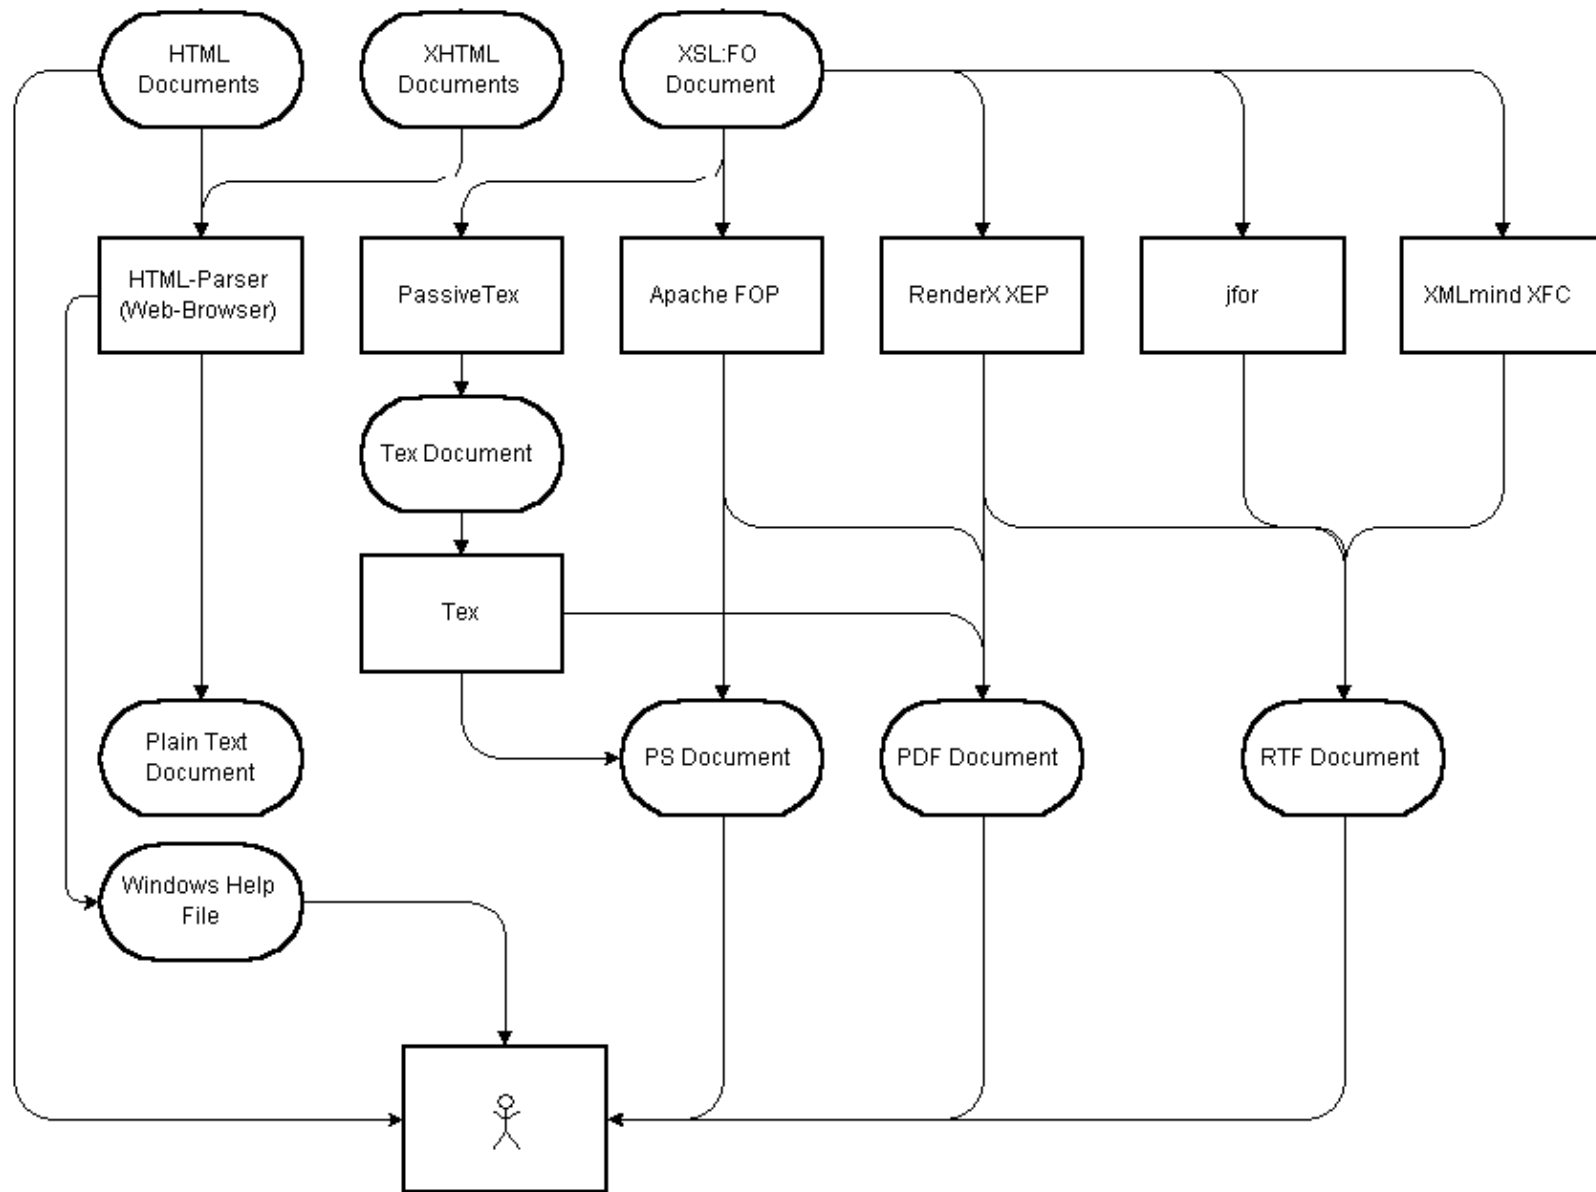 HTML
Documents
XHTML
Documents
XSL:FO
Document
HTML-Parser
(Web-Browser)
PassiveTex
Apache FOP
RenderX XEP
jfor
XMLmind XFC
Tex Document
Tex
Plain Text
Document
PS Document
PDF Document
RTF Document
Windows Help
File